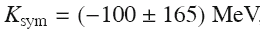 K_sym = (−100 ± 165) MeV